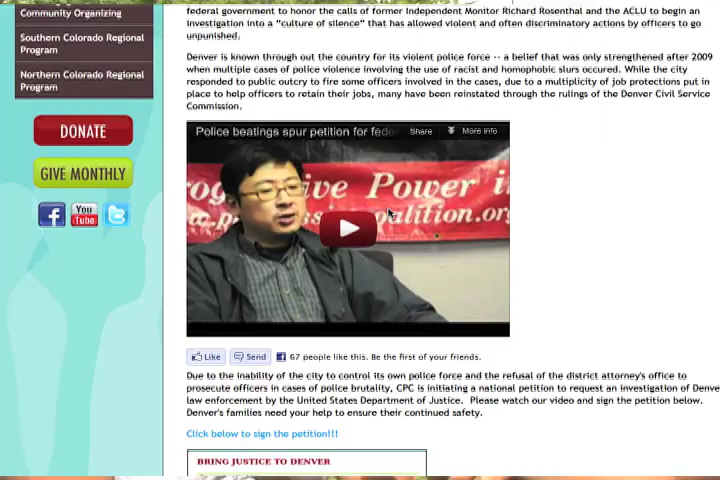 Community Organizing
Southern Colorado Regional
Program
Northern Colorado Regional
Program
DONATE
GIVE MONTHLY
You
Tube
federal government to honor the calls of former Independent Monitor Richard Rosenthal and the ACLU to begin an
investigation into a "culture of silence" that has allowed violent and often discriminatory actions by officers to go
unpunished.
Denver is known through out the country for its violent police force -- a belief that was only strengthened after 2009
when multiple cases of police violence involving the use of racist and homophobic slurs occured. While the city
responded to public outcry to fire some officers involved in the cases, due to a multiplicity of job protections put in
place to help officers to retain their jobs, many have been reinstated through the rulings of the Denver Civil Service
Commission.
Police beatings spur petition for fede
Share
More info
Power
Like
Send
67 people like this. Be the first of your friends.
Due to the inability of the city to control its own police force and the refusal of the district attorney's office to
prosecute officers in cases of police brutality, CPC is initiating a national petition to request an investigation of Denve
law enforcement by the United States Department of Justice. Please watch our video and sign the petition below.
Denver's families need your help to ensure their continued safety.
Click below to sign the petition!!!
BRING JUSTICE TO DENVER